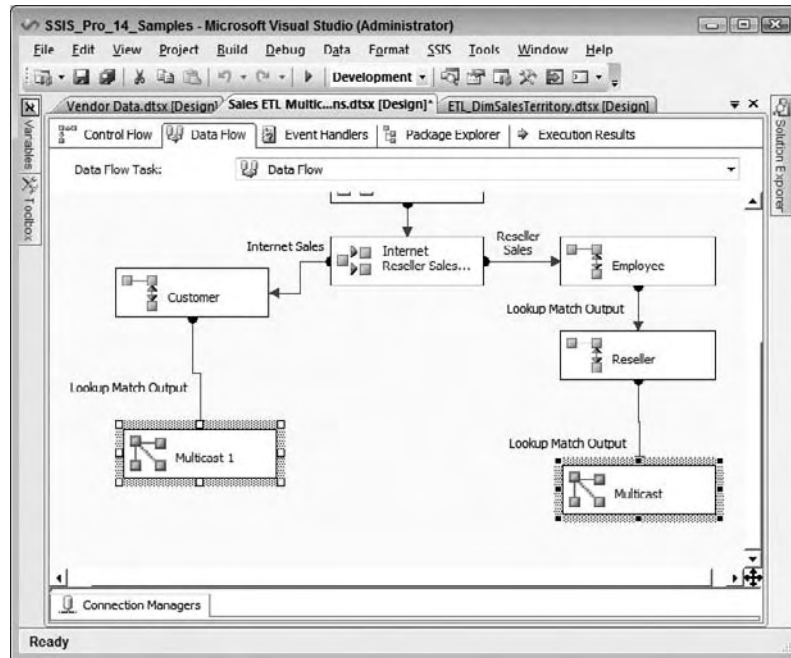 SSIS_Pro_14_Samples - Microsoft Visual Studio (Administrator)
File Edit View Project Build Debug Data Format SSIS Tools Window Help
Development
Vendor Data.dtsx [Design] Sales ETL Multic...ns.dtsx [Design]* ETL_DimSalesTerritory.dtsx [Design]
Control Flow Data Flow Event Handlers Package Explorer Execution Results
Data Flow Task: Data Flow
Variables
Toolbox
Solution Explorer
Internet Sales
Internet
Reseller Sales...
Reseller
Sales
Employee
Customer
Lookup Match Output
Reseller
Lookup Match Output
Multicast 1
Lookup Match Output
Multicast
Connection Managers
Ready